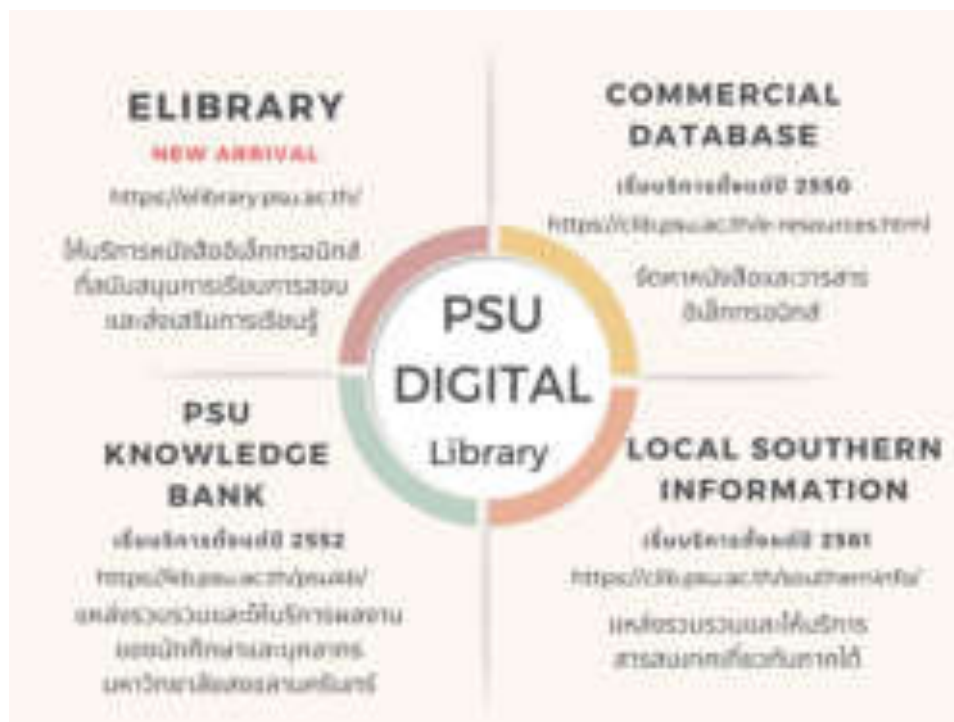 ELIBRARY
NEW ARRIVAL
https://elibrary.psu.ac.th/
ให้บริการหนังสืออิเล็กทรอนิกส์
ที่สนับสนุนการเรียนการสอน
และส่งเสริมการเรียนรู้
COMMERCIAL
DATABASE
เริ่มบริการตั้งแต่ปี 2550
https://clib.psu.ac.th/e-resources.html
จัดหาหนังสือและวารสาร
อิเล็กทรอนิกส์
PSU
DIGITAL
Library
PSU
KNOWLEDGE
BANK
เริ่มบริการตั้งแต่ปี 2552
https://kb.psu.ac.th/psukb/
แหล่งรวบรวมและให้บริการผลงาน
ของนักศึกษาและบุคลากร
มหาวิทยาลัยสงขลานครินทร์
LOCAL SOUTHERN
INFORMATION
เริ่มบริการตั้งแต่ปี 2561
https://clib.psu.ac.th/southerninfo/
แหล่งรวบรวมและให้บริการ
สารสนเทศเกี่ยวกับภาคใต้